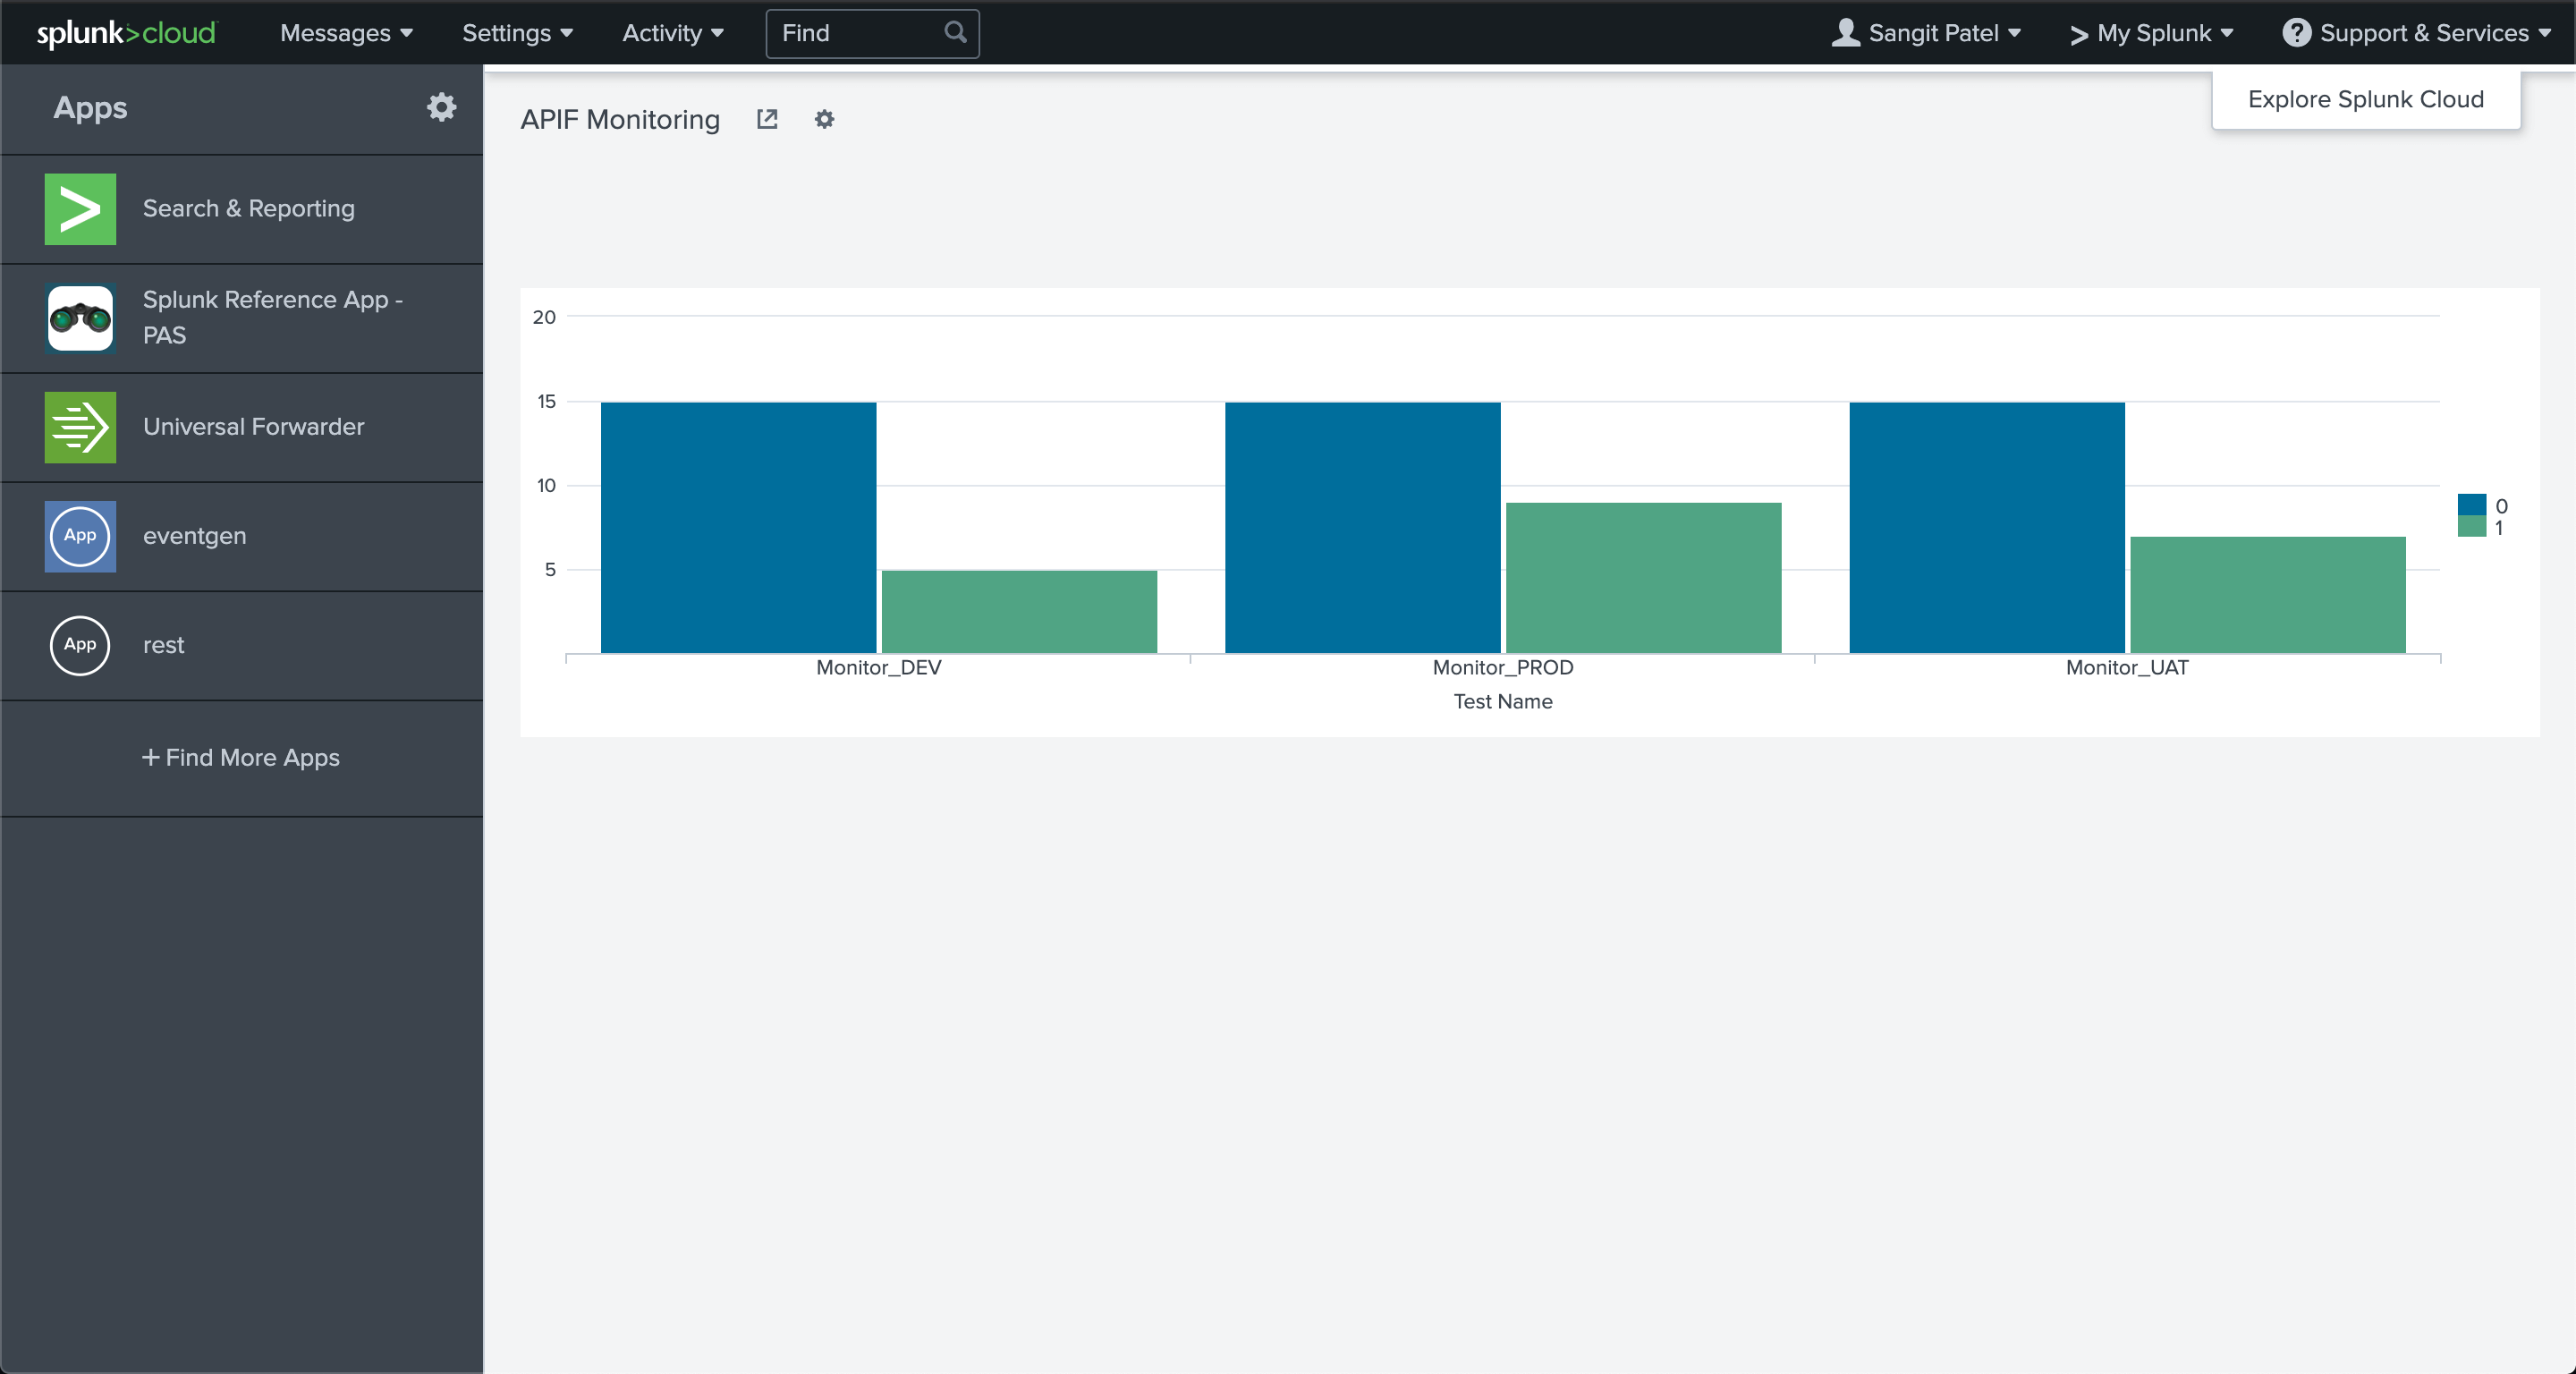 splunk>cloud Messages Settings Activity Find Sangit Patel > My Splunk ? Support & Services
Explore Splunk Cloud
Apps
Search & Reporting
Splunk Reference App -
PAS
Universal Forwarder
App eventgen
App rest
+ Find More Apps
APIF Monitoring
20
15
10
5
Monitor_DEV Monitor_PROD Monitor_UAT
Test Name
0
1